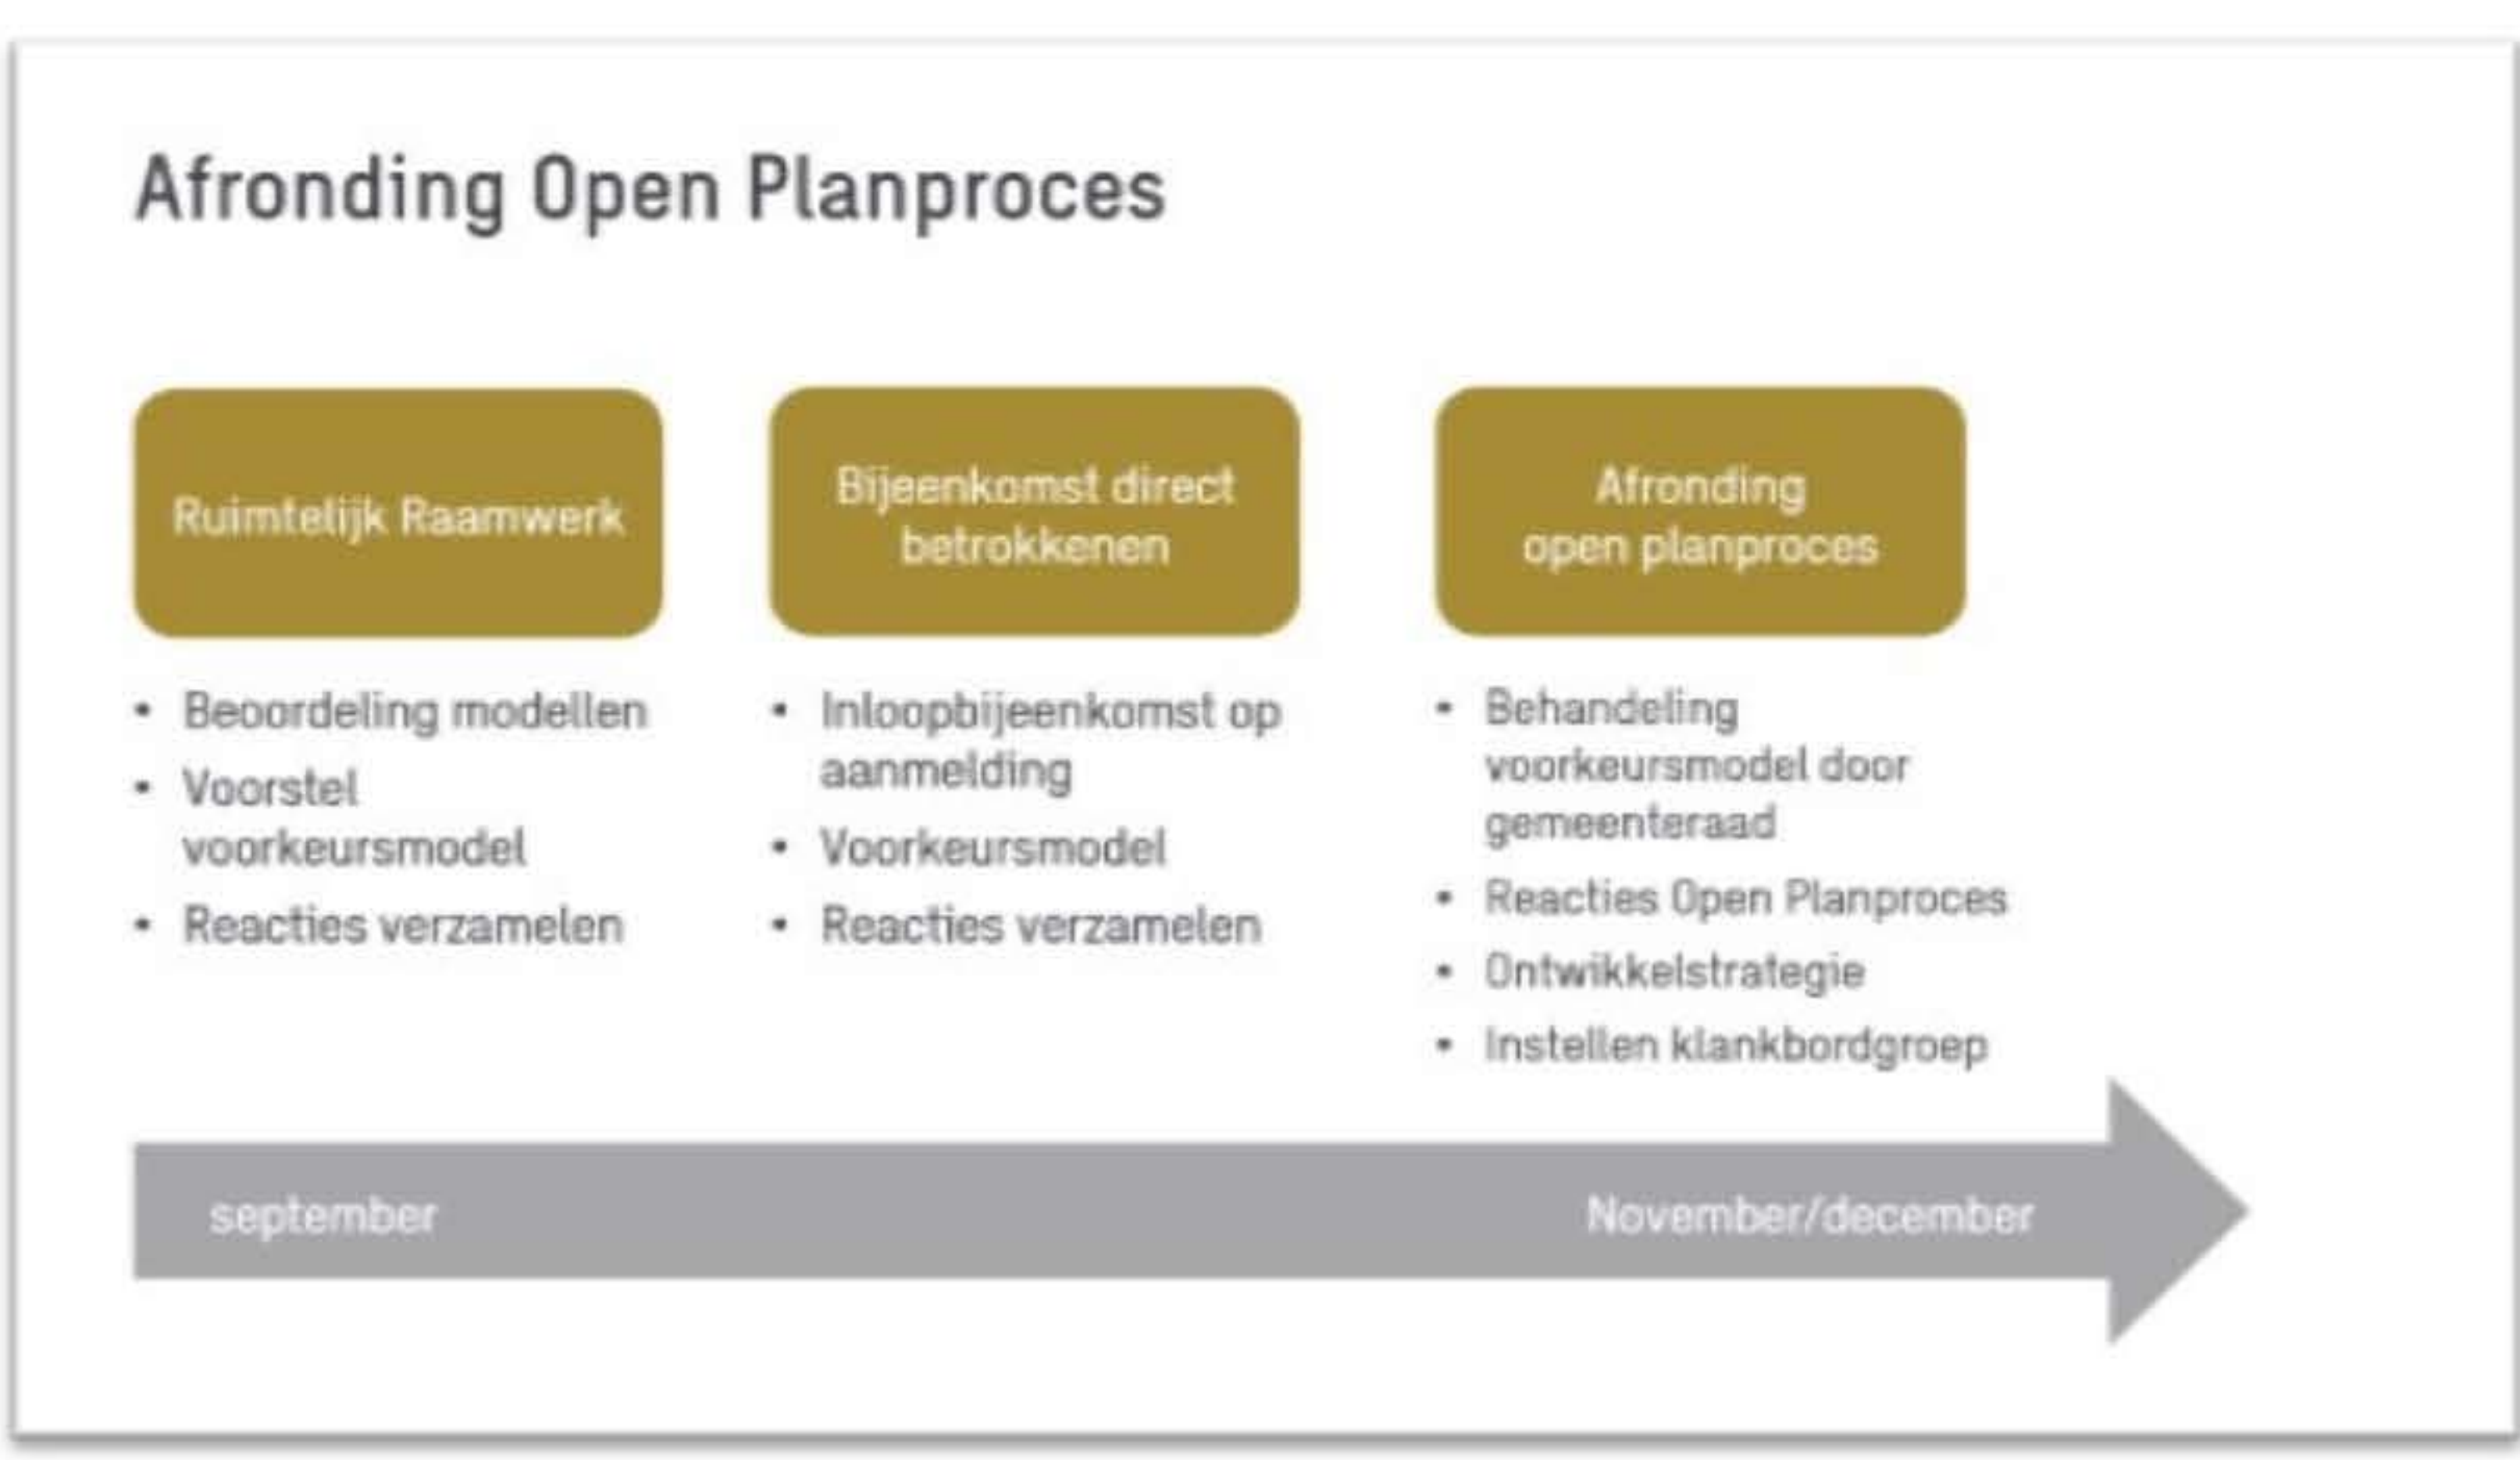 Afronding Open Planproces
Ruimtelijk Raamwerk
• Beoordeling modellen
• Voorstel
voorkeursmodel
• Reacties verzamelen
Bijeenkomst direct
betrokkenen
• Inloopbijeenkomst op
aanmelding
• Voorkeursmodel
• Reacties verzamelen
Afronding
open planproces
• Behandeling
voorkeursmodel door
gemeenteraad
• Reacties Open Planproces
• Ontwikkelstrategie
• Instellen klankbordgroep
september
November/december